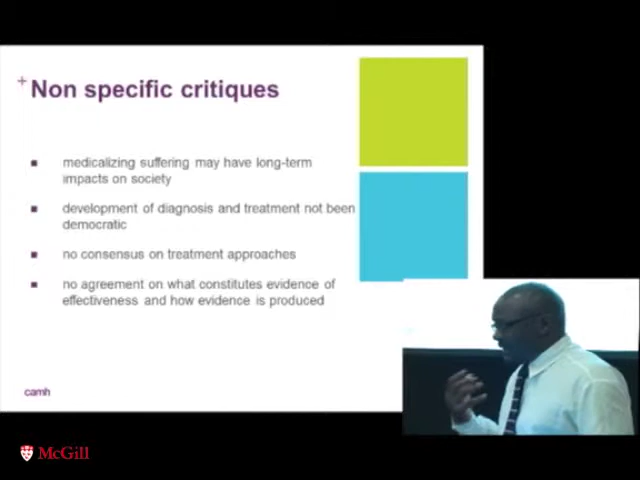 + Non specific critiques
medicalizing suffering may have long-term
impacts on society
development of diagnosis and treatment not been
democratic
no consensus on treatment approaches
no agreement on what constitutes evidence of
effectiveness and how evidence is produced
camh
McGill